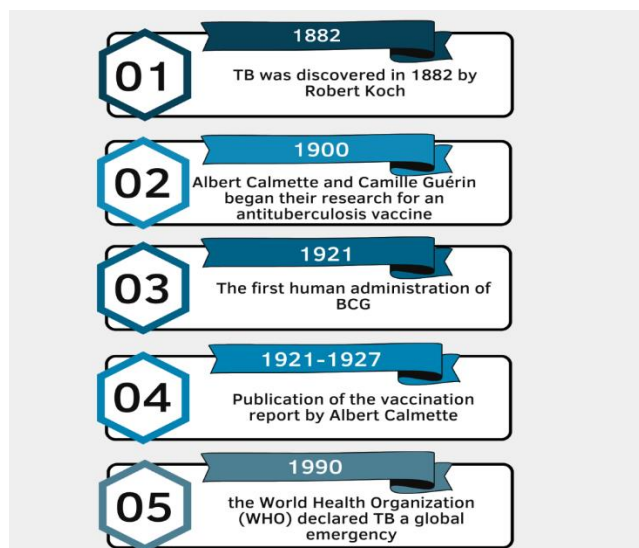 1882
01
TB was discovered in 1882 by
Robert Koch
1900
02
Albert Calmette and Camille Guérin
began their research for an
antituberculosis vaccine
1921
03
The first human administration of
BCG
1921-1927
04
Publication of the vaccination
report by Albert Calmette
1990
05
the World Health Organization
(WHO) declared TB a global
emergency